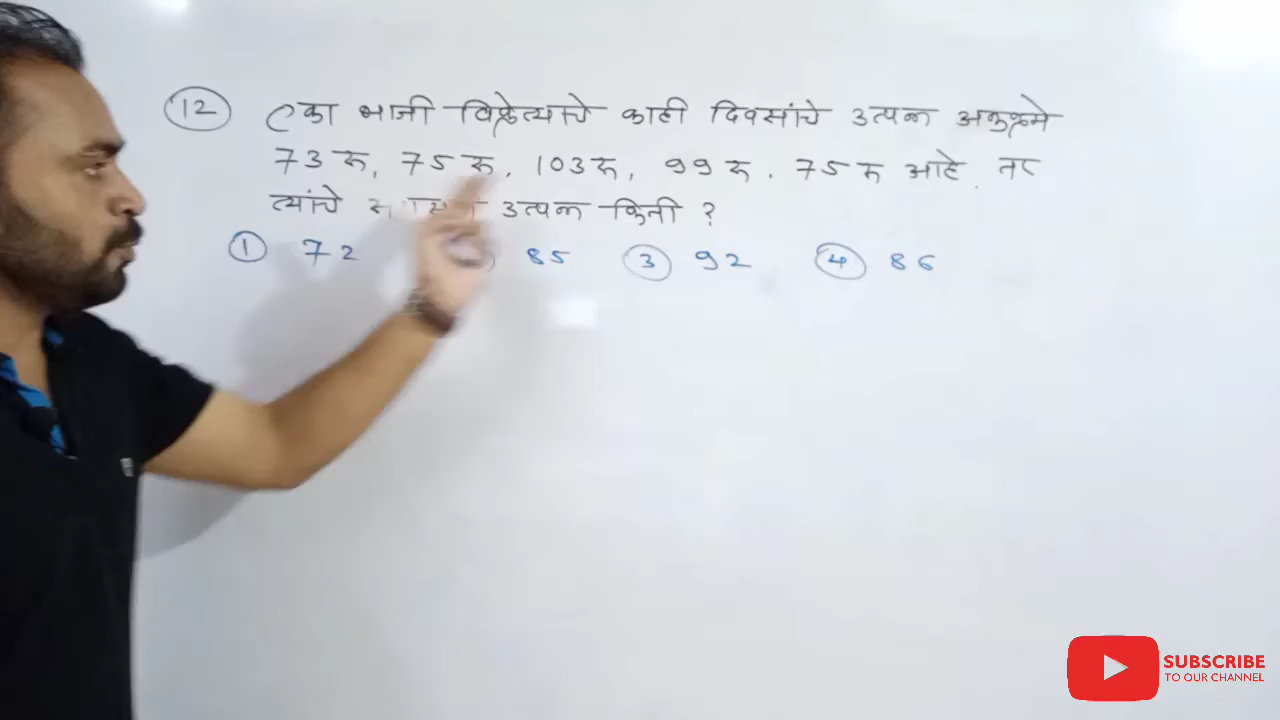 12 एका भाजी विक्रेत्याचे काही दिवसांचे उत्पन्न अनुक्रमे
73 रू, 75 रू, 103 रू, 99 रू. 75 रू आहे. तर
त्यांचे उत्पन्न किती ?
1 72 85 3 92 4 86
SUBSCRIBE
TO OUR CHANNEL